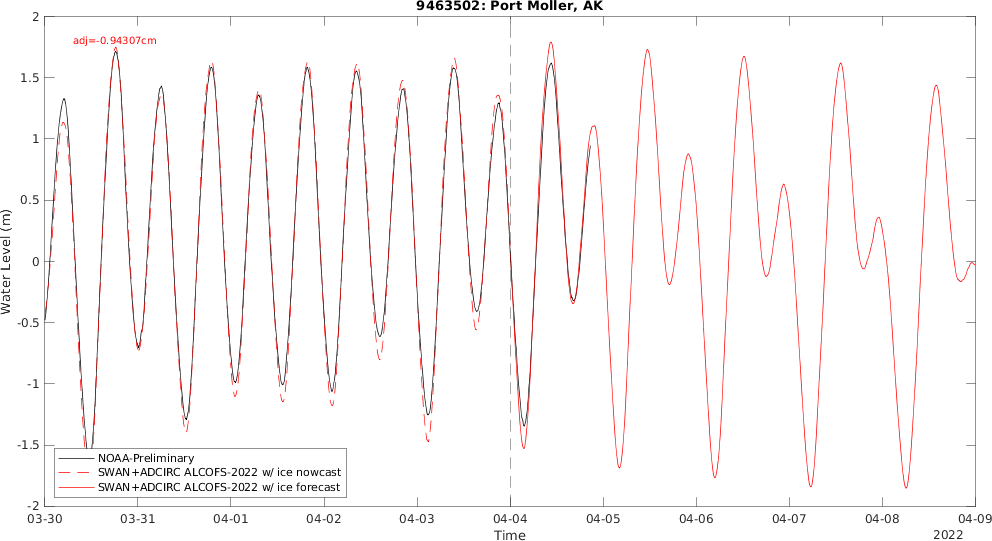 9463502: Port Moller, AK
adj=-0.94307cm
Water Level (m)
2
1.5
1
0.5
0
-0.5
-1
-1.5
-2
NOAA-Preliminary
SWAN+ADCIRC ALCOFS-2022 w/ ice nowcast
SWAN+ADCIRC ALCOFS-2022 w/ ice forecast
03-30 03-31 04-01 04-02 04-03 04-04 04-05 04-06 04-07 04-08 04-09
Time
2022